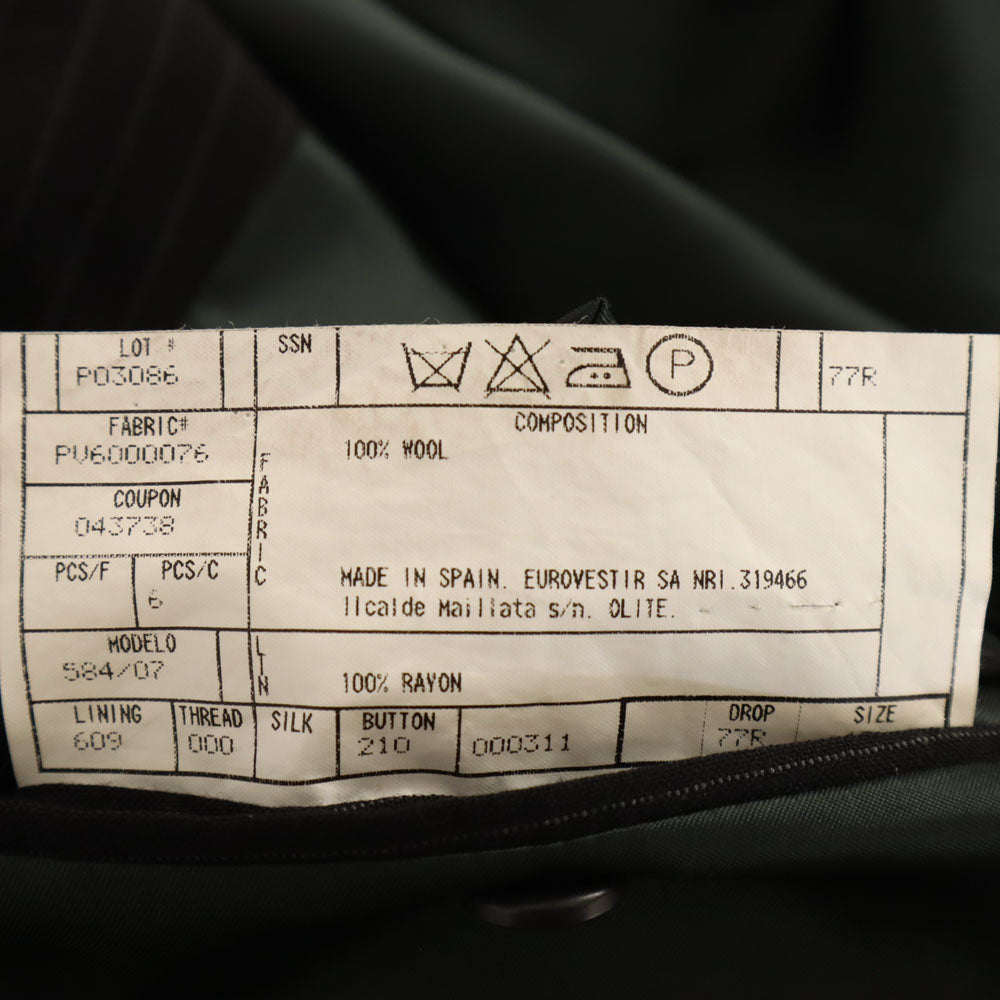 LOT #
P03086
SSN
P
77R
FABRIC#
PV6000076
COMPOSITION
100% WOOL
FABRIC
COUPON
043738
PCS/F
PCS/C
6
MADE IN SPAIN. EUROVESTIR SA NRI.319466
llcalde Maillata s/n. OLITE.
MODELO
584/07
LIN
100% RAYON
LINING
609
THREAD
000
SILK
BUTTON
210
000311
DROP
77R
SIZE